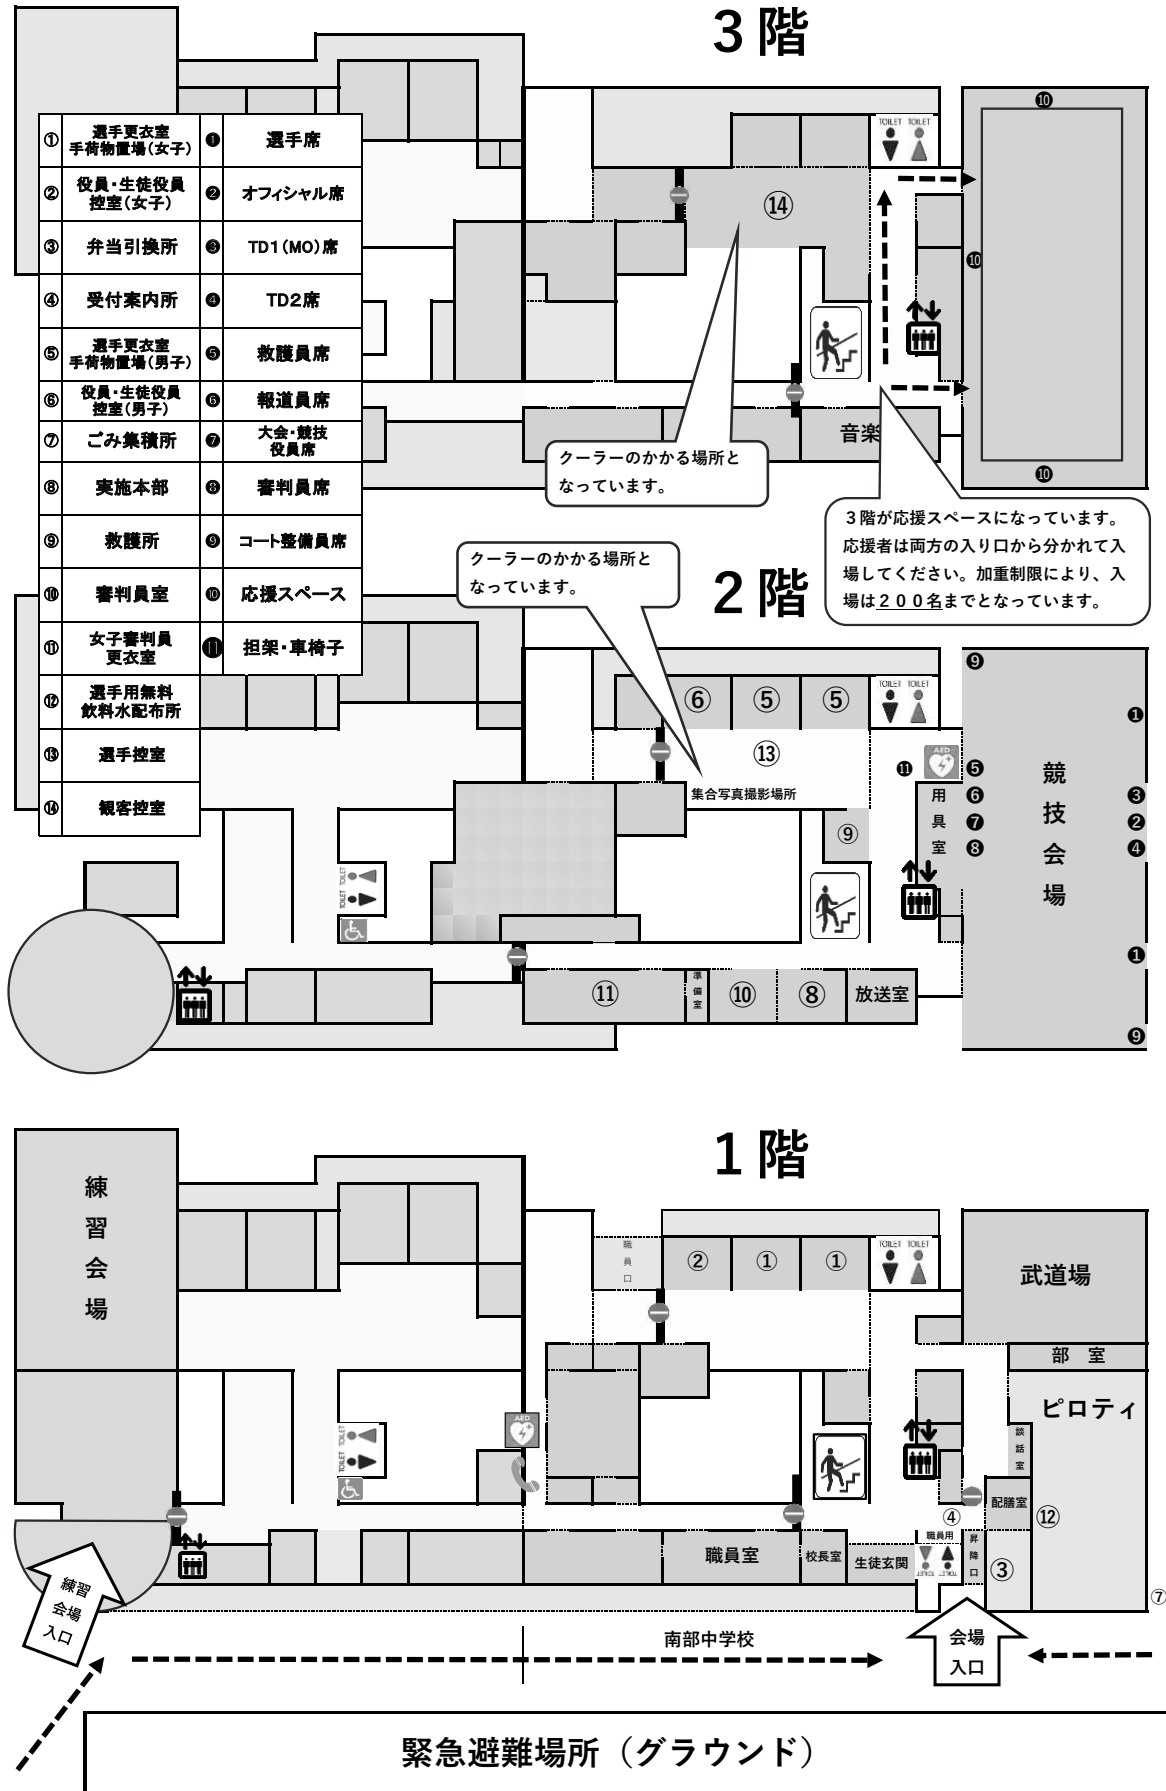 3階
① 選手更衣室
手荷物置場(女子)
❶ 選手席
② 役員・生徒役員
控室(女子)
❷ オフィシャル席
③ 弁当引換所
❸ TD1(MO)席
④ 受付案内所
❹ TD2席
⑤ 選手更衣室
手荷物置場(男子)
❺ 救護員席
⑥ 役員・生徒役員
控室(男子)
❻ 報道員席
⑦ ごみ集積所
❼ 大会・競技
役員席
⑧ 実施本部
❽ 審判員席
⑨ 救護所
❾ コート整備員席
⑩ 審判員室
❿ 応援スペース
⑪ 女子審判員
更衣室
⓫ 担架・車椅子
⑫ 選手用無料
飲料水配布所
⑬ 選手控室
⑭ 観客控室
TOILET TOILET
❿
⑭
❿
音楽
❿
クーラーのかかる場所と
なっています。
3階が応援スペースになっています。
応援者は両方の入り口から分かれて入
場してください。加重制限により、入
場は200名までとなっています。
2階
クーラーのかかる場所と
なっています。
⑥ ⑤ ⑤
TOILET TOILET
❾
❶
⑬
⓫
AED
❺
集合写真撮影場所
用具室
❻
❼
❽
競技会場
❸
❷
❹
⑨
TOILET
TOILET
❶
⑪
準備室
⑩
⑧
放送室
❾
1階
練習会場
職員口
② ① ①
TOILET TOILET
武道場
部室
ピロティ
AED
TOILET
TOILET
談話室
配膳室
④
⑫
職員用
TOILET TOILET
昇降口
③
職員室
校長室
生徒玄関
⑦
練習
会場
入口
南部中学校
会場
入口
緊急避難場所（グラウンド）